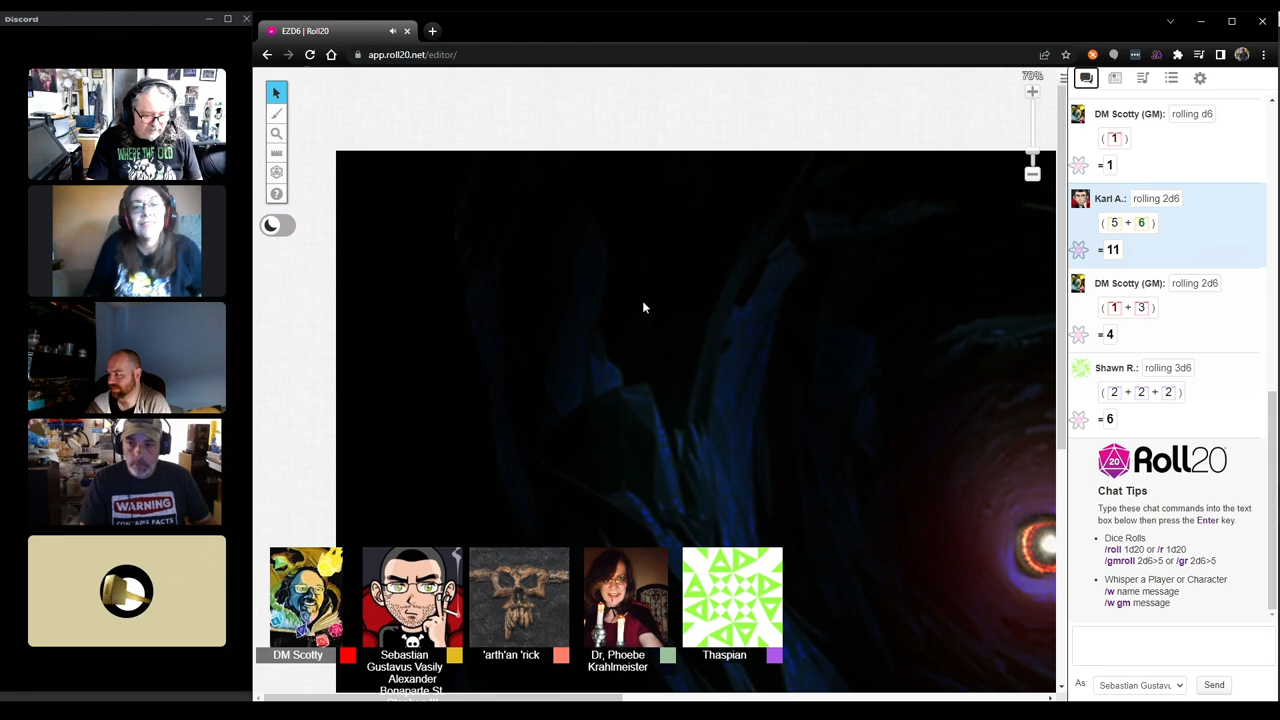 Discord
EZD6 | Roll20
app.roll20.net/editor/
WHERE THE OLD
WARNING
CONTAINS FACTS
70%
DM Scotty (GM): rolling d6
( 1 )
= 1
Karl A.: rolling 2d6
( 5 + 6 )
= 11
DM Scotty (GM): rolling 2d6
( 1 + 3 )
= 4
Shawn R.: rolling 3d6
( 2 + 2 + 2 )
= 6
20 Roll20
Chat Tips
Type these chat commands into the text
box below then press the Enter key.
Dice Rolls
/roll 1d20 or /r 1d20
/gmroll 2d6>5 or /gr 2d6>5
Whisper a Player or Character
/w name message
/w gm message
DM Scotty
Sebastian
Gustavus Vasily
Alexander
Bonaparte St.
'arth'an 'rick
Dr, Phoebe
Krahlmeister
Thaspian
As: Sebastian Gustavu Send